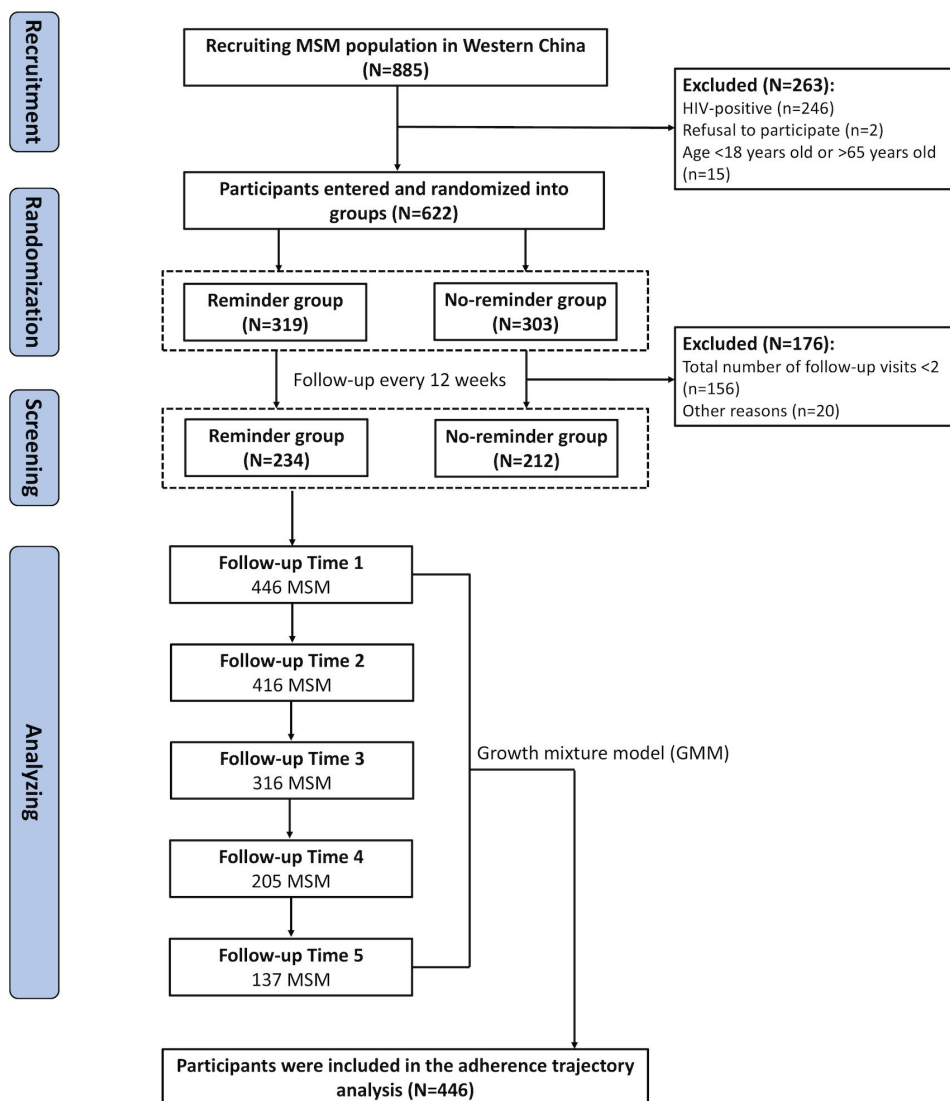 Recruitment
Recruiting MSM population in Western China
(N=885)
Excluded (N=263):
HIV-positive (n=246)
Refusal to participate (n=2)
Age <18 years old or >65 years old
(n=15)
Randomization
Participants entered and randomized into
groups (N=622)
Reminder group
(N=319)
No-reminder group
(N=303)
Follow-up every 12 weeks
Excluded (N=176):
Total number of follow-up visits <2
(n=156)
Other reasons (n=20)
Screening
Reminder group
(N=234)
No-reminder group
(N=212)
Analyzing
Follow-up Time 1
446 MSM
Follow-up Time 2
416 MSM
Follow-up Time 3
316 MSM
Growth mixture model (GMM)
Follow-up Time 4
205 MSM
Follow-up Time 5
137 MSM
Participants were included in the adherence trajectory
analysis (N=446)